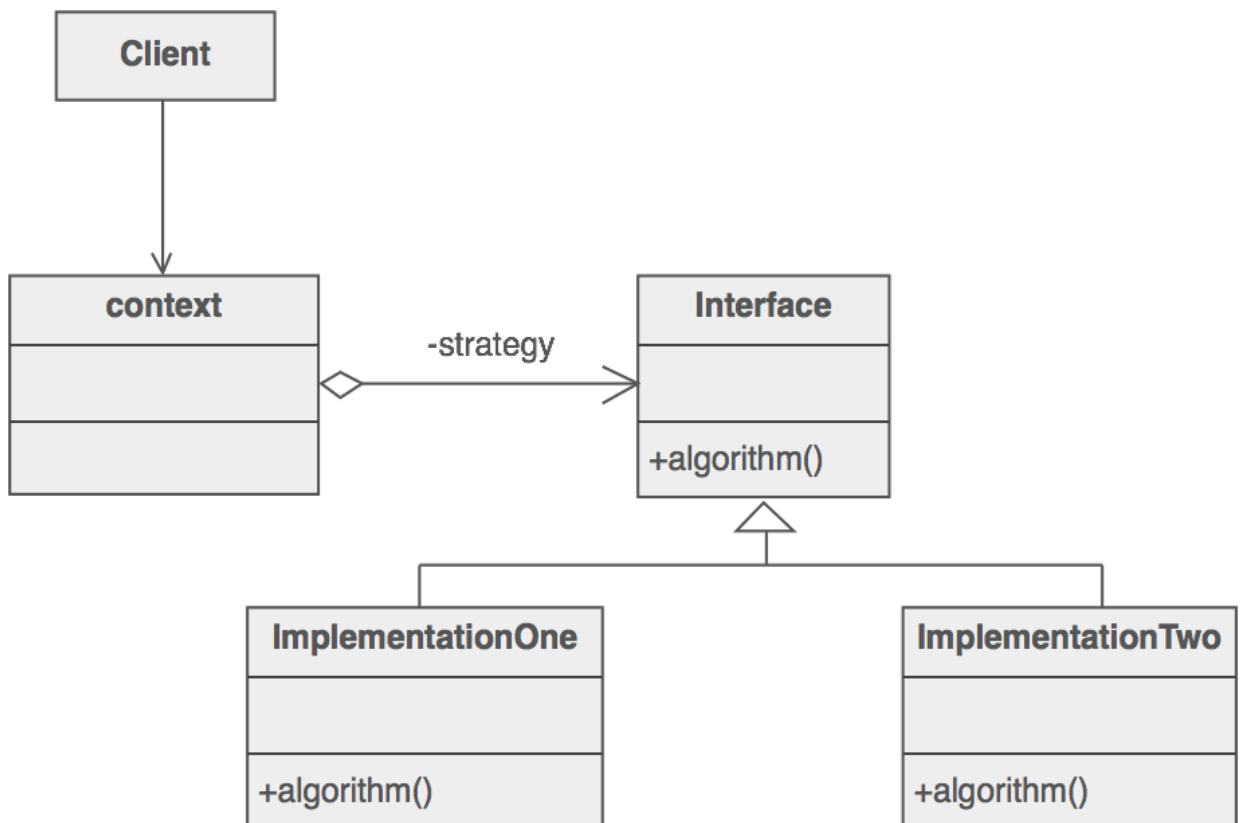 Client
context
-strategy
Interface
+algorithm()
ImplementationOne
+algorithm()
ImplementationTwo
+algorithm()